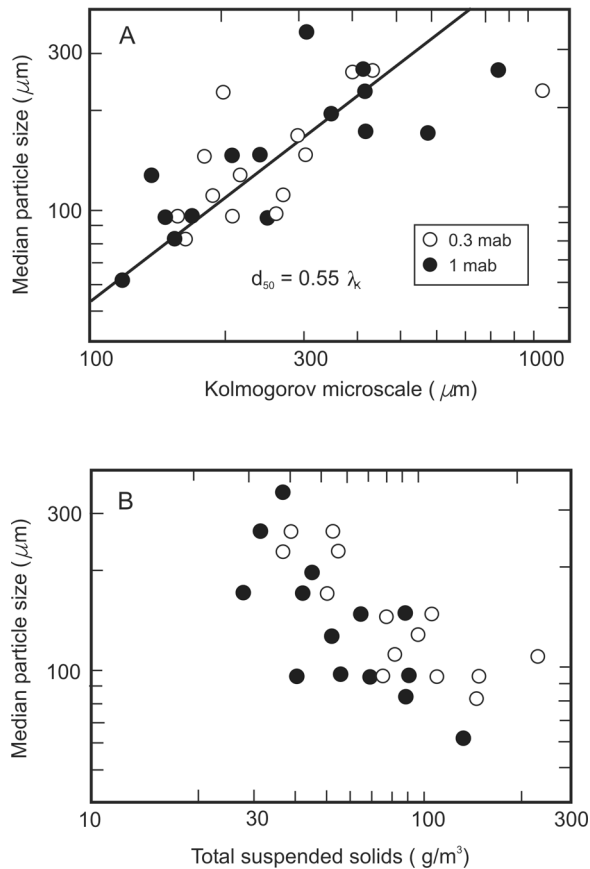 A
300
100
Median particle size (μm)
0.3 mab
1 mab
d₅₀ = 0.55 λₖ
100
300
1000
Kolmogorov microscale ( μm)
B
300
100
Median particle size (μm)
10
30
100
300
Total suspended solids ( g/m³)